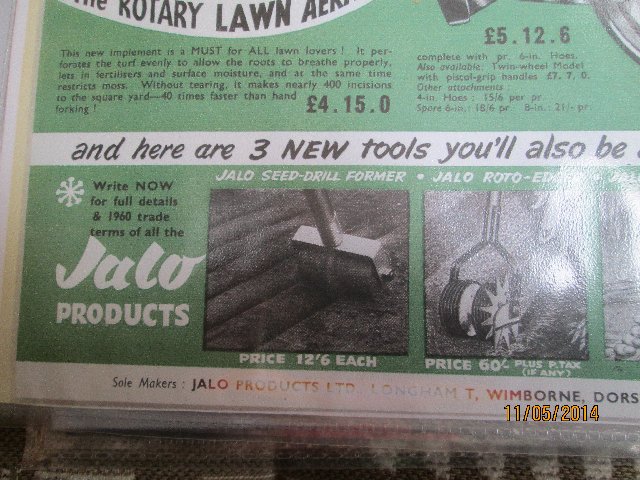 the ROTARY LAWN
This new implement is a MUST for ALL lawn lovers! It per-
forates the turf evenly to allow the roots to breathe properly,
lets in fertilisers and surface moisture, and at the same time
restricts moss. Without tearing, it makes nearly 400 incisions
to the square yard—40 times faster than hand
forking!
£4.15.0
£5.12.6
complete with pr. 6-in. Hoes.
Also available: Twin-wheel Model
with pistol-grip handles £7. 7. 0.
Other attachments
4-in. Hoes: 15/6 per pr
Spare 6-in.: 18/6 pr. 8-in.: 21/- pr.
and here are 3 NEW tools you'll also be
Write NOW
for full details
& 1960 trade
terms of all the
Jalo
PRODUCTS
JALO SEED-DRILL FORMER • JALO ROTO-
PRICE 12'6 EACH
PRICE 60/- PLUS P.TAX
(IF ANY)
Sole Makers: JALO PRODUCTS LTD., LONGHAM WIMBORNE, DORS
11/05/2014